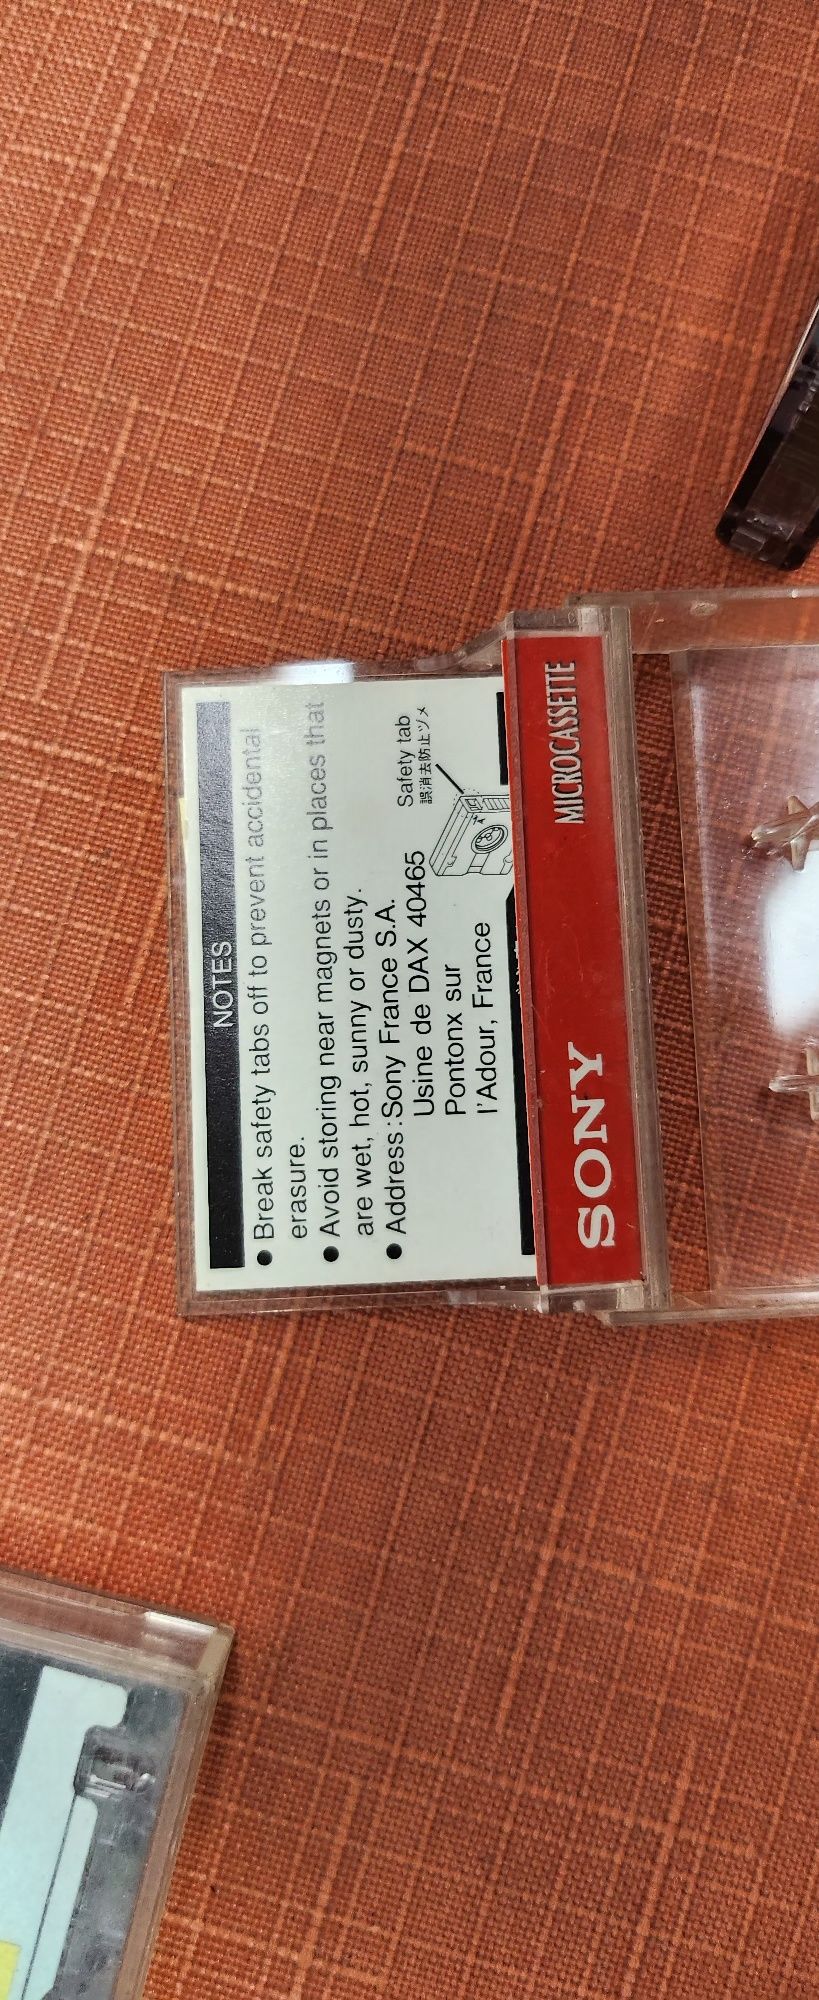 NOTES
● Break safety tabs off to prevent accidental
erasure.
● Avoid storing near magnets or in places that
are wet, hot, sunny or dusty.
● Address : Sony France S.A.
Usine de DAX 40465
Pontonx sur
l'Adour, France
Safety tab
誤消去防止ツメ
A
SONY MICROCASSETTE